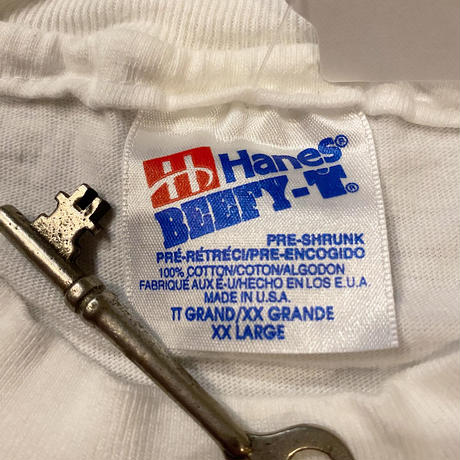 Hanes®
BEEFY-T®
PRE-SHRUNK
PRE-RÉTRÉCI/PRE-ENCOGIDO
100% COTTON/COTON/ALGODON
FABRIQUÉ AUX É-U/HECHO EN LOS E.U.A
MADE IN U.S.A.
TT GRAND/XX GRANDE
XX LARGE